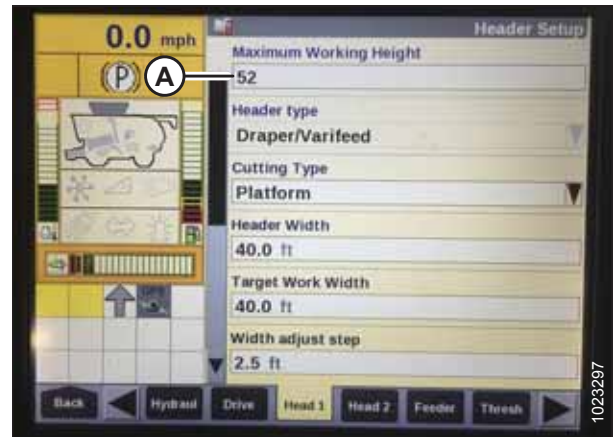 0.0 mph
(P)
A
Header Setup
Maximum Working Height
52
Header type
Draper/Varifeed
Cutting Type
Platform
Header Width
40.0 ft
Target Work Width
40.0 ft
Width adjust step
2.5 ft
Back
Hydraul
Drive
Head 1
Head 2
Feeder
Thresh
1023297